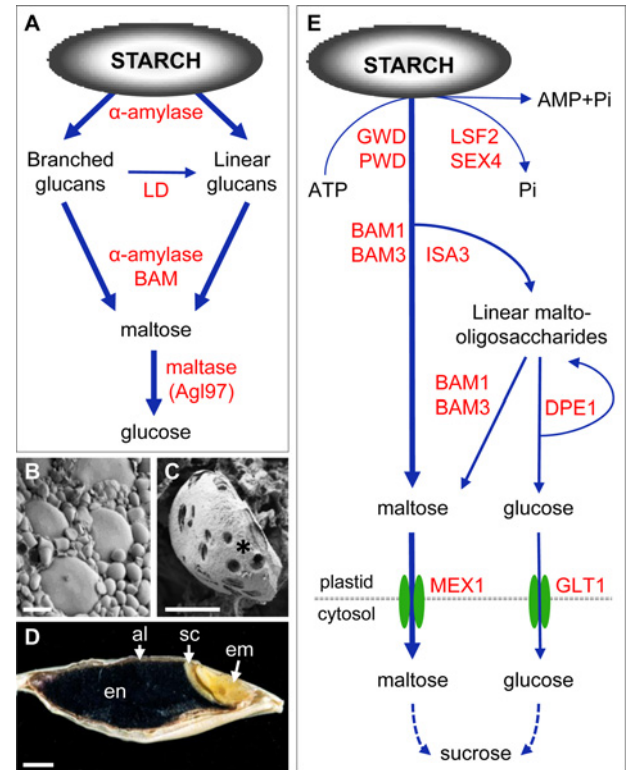 A
STARCH
α-amylase
Branched
glucans
LD
Linear
glucans
α-amylase
BAM
maltose
maltase
(Agl97)
glucose
B
C
*
D
al
sc
em
en
E
STARCH
AMP+Pi
GWD
PWD
LSF2
SEX4
ATP
Pi
BAM1
BAM3
ISA3
Linear malto-
oligosaccharides
BAM1
BAM3
DPE1
maltose
glucose
plastid
cytosol
MEX1
GLT1
maltose
glucose
sucrose